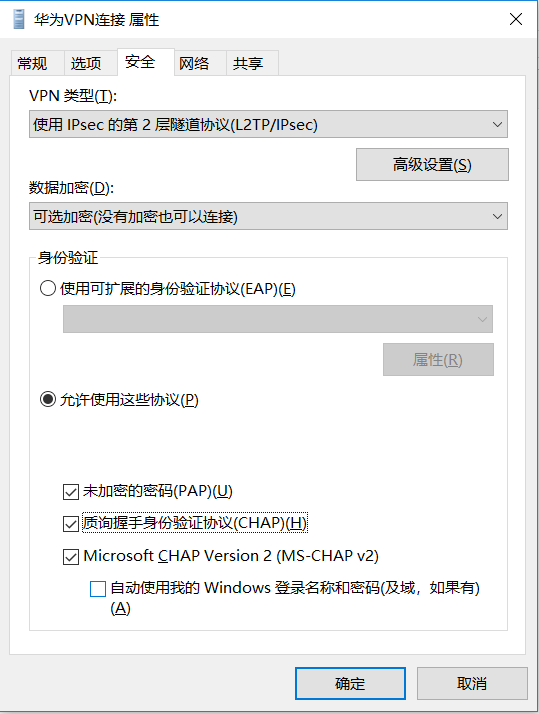 华为VPN连接 属性
常规 选项 安全 网络 共享
VPN 类型(T):
使用 IPsec 的第 2 层隧道协议(L2TP/IPsec)
高级设置(S)
数据加密(D):
可选加密(没有加密也可以连接)
身份验证
使用可扩展的身份验证协议(EAP)(E)
属性(R)
允许使用这些协议(P)
未加密的密码(PAP)(U)
质询握手身份验证协议(CHAP)(H)
Microsoft CHAP Version 2 (MS-CHAP v2)
自动使用我的 Windows 登录名称和密码(及域，如果有)
(A)
确定 取消